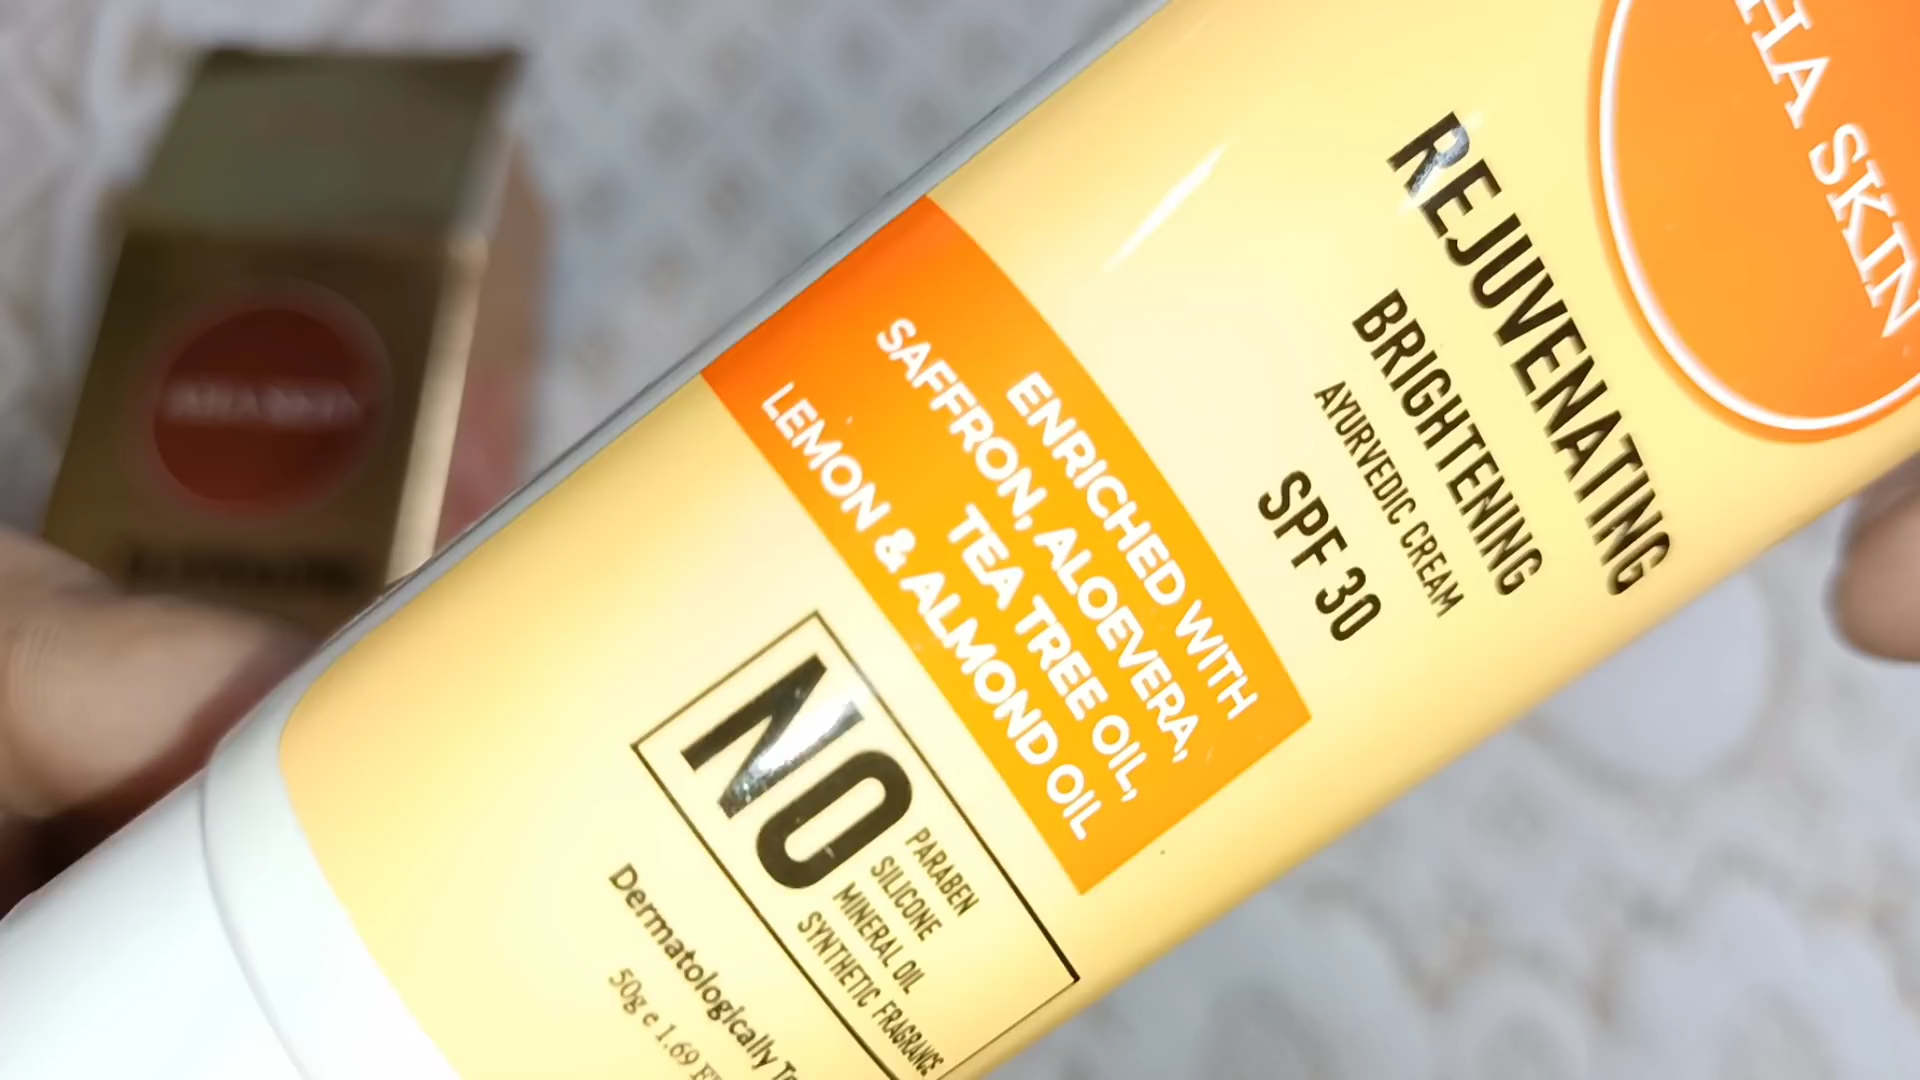 HA SKIN
REJUVENATING
BRIGHTENING
AYURVEDIC CREAM
SPF 30
ENRICHED WITH
SAFFRON, ALOEVERA,
TEA TREE OIL,
LEMON & ALMOND OIL
NO
PARABEN
SILICONE
MINERAL OIL
SYNTHETIC FRAGRANCE
Dermatologically
50g e 1.69